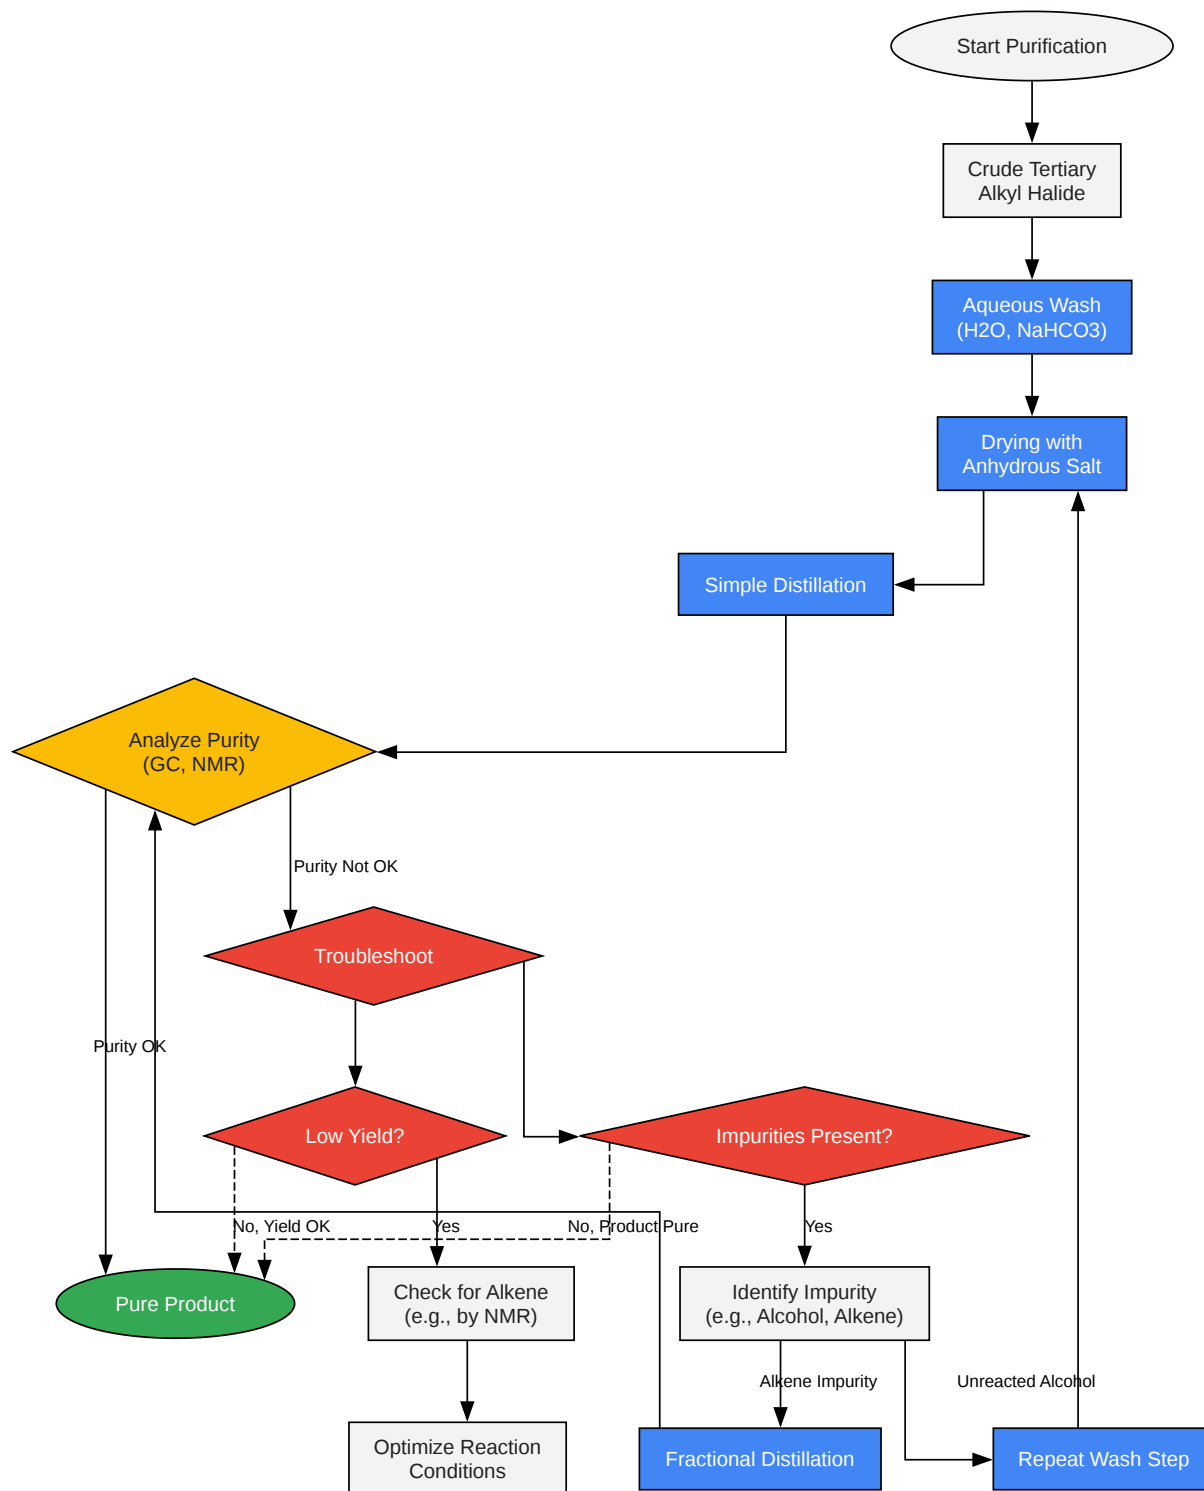 Start Purification
Crude Tertiary
Alkyl Halide
Aqueous Wash
(H2O, NaHCO3)
Drying with
Anhydrous Salt
Simple Distillation
Analyze Purity
(GC, NMR)
Purity Not OK
Troubleshoot
Purity OK
Low Yield?
Impurities Present?
No, Yield OK
Yes
No, Product Pure
Yes
Pure Product
Check for Alkene
(e.g., by NMR)
Identify Impurity
(e.g., Alcohol, Alkene)
Alkene Impurity
Unreacted Alcohol
Optimize Reaction
Conditions
Fractional Distillation
Repeat Wash Step